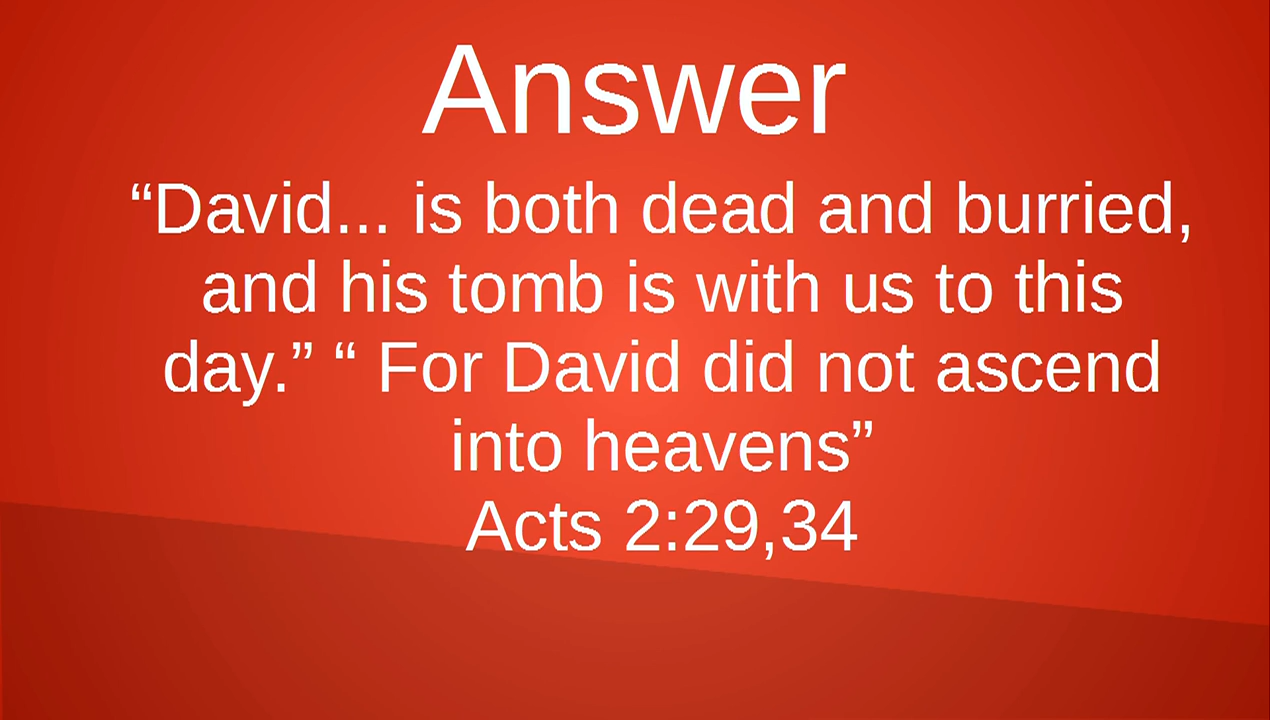 Answer
“David... is both dead and burried,
and his tomb is with us to this
day.” “ For David did not ascend
into heavens”
Acts 2:29,34